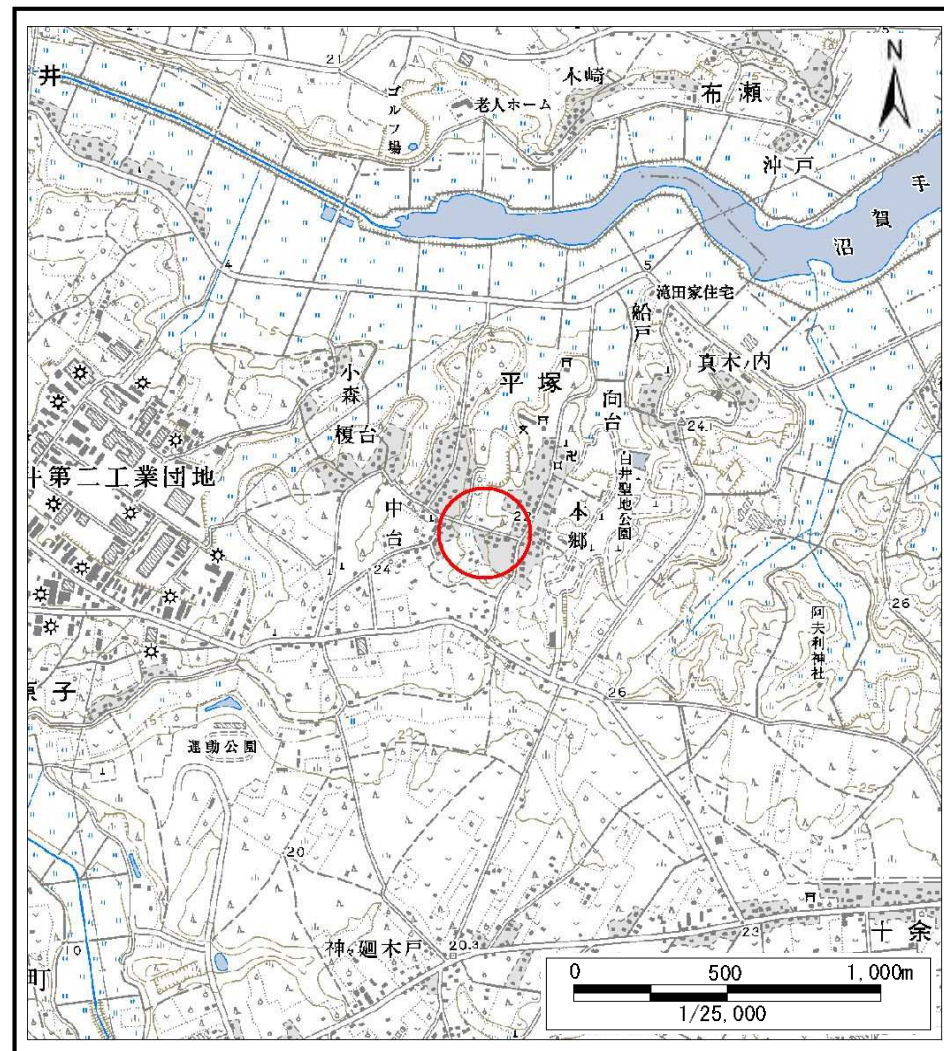 N
井
21
木崎
布瀬
老人ホーム
ゴルフ場
沖戸
手賀沼
4
5
滝田家住宅
船戸
真木ノ内
小森
平塚
向台
榎台
24
白井聖地公園
井第二工業団地
中台
本郷
24
26
阿夫利神社
26
原子
運動公園
25
20
神々廻木戸
20.3
23
十余
町
0 500 1,000m
1/25,000